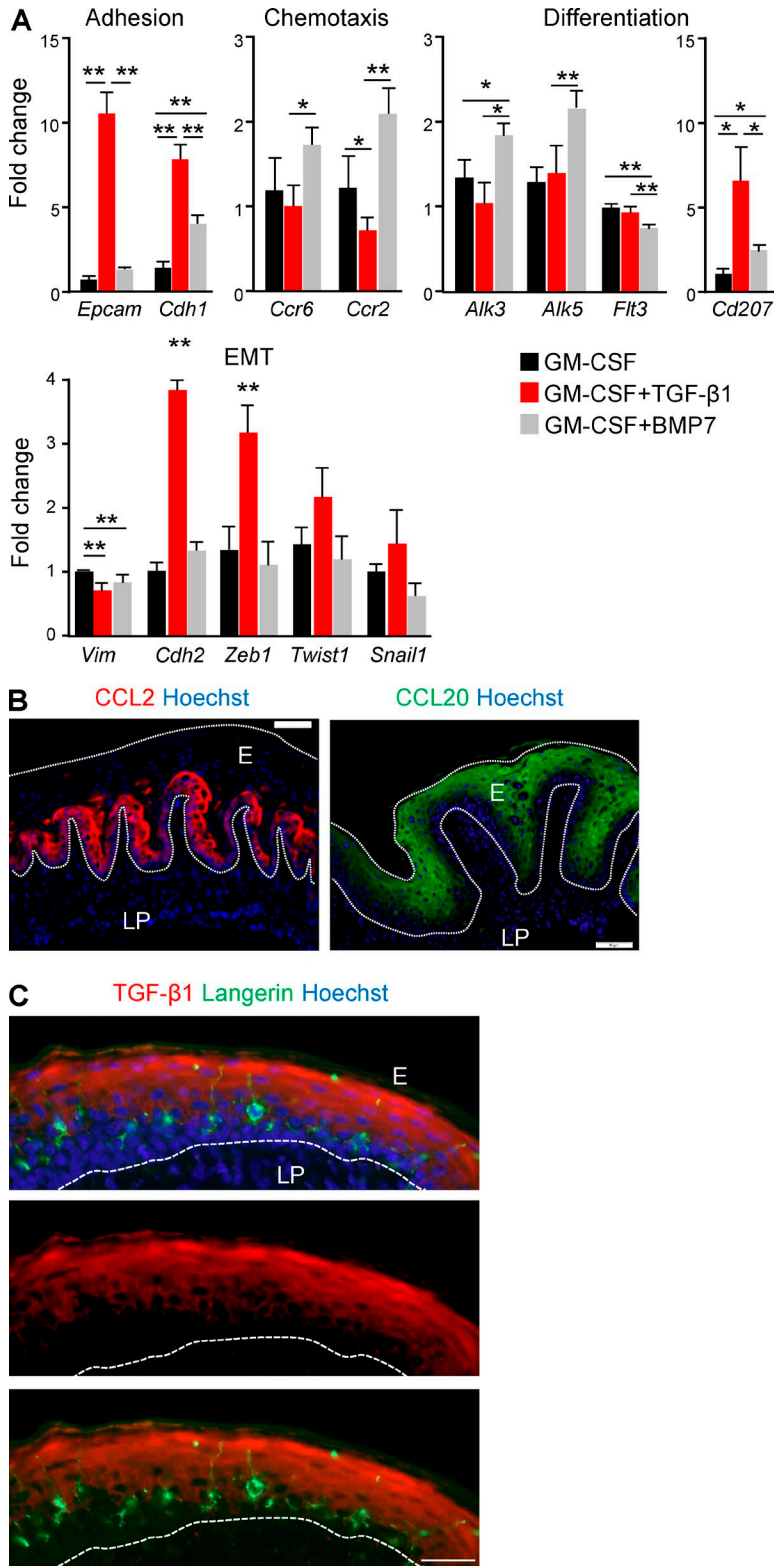 A
Adhesion
Chemotaxis
Differentiation
Fold change
15
10
5
0
** **
**
** **
Epcam Cdh1
3
2
1
0
*
**
*
Ccr6 Ccr2
3
2
1
0
*
*
**
**
**
Alk3 Alk5 Flt3
15
10
5
0
*
* *
Cd207
EMT
Fold change
4
3
2
1
0
**
**
**
**
Vim Cdh2 Zeb1 Twist1 Snail1
GM-CSF
GM-CSF+TGF-β1
GM-CSF+BMP7
B
CCL2 Hoechst
E
LP
CCL20 Hoechst
E
LP
C
TGF-β1 Langerin Hoechst
E
LP